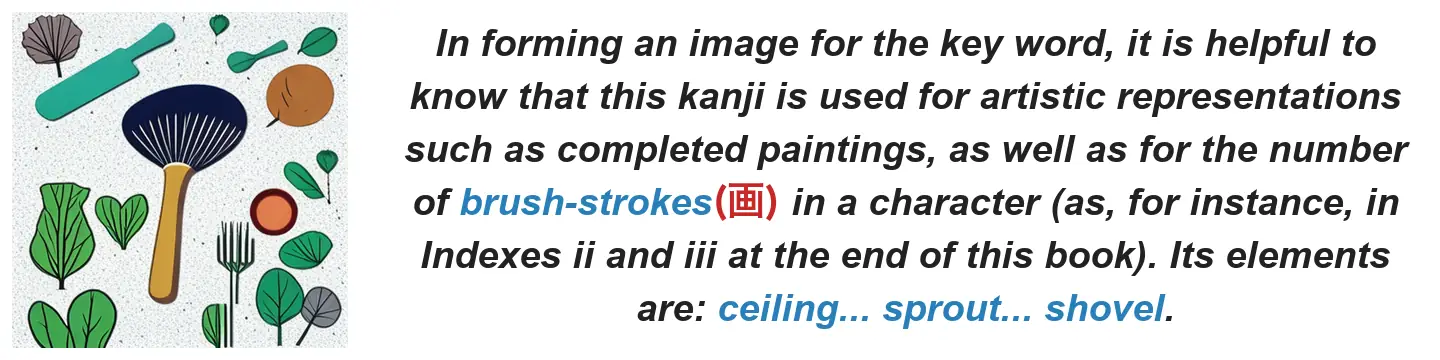 In forming an image for the key word, it is helpful to
know that this kanji is used for artistic representations
such as completed paintings, as well as for the number
of brush-strokes(画) in a character (as, for instance, in
Indexes ii and iii at the end of this book). Its elements
are: ceiling... sprout... shovel.